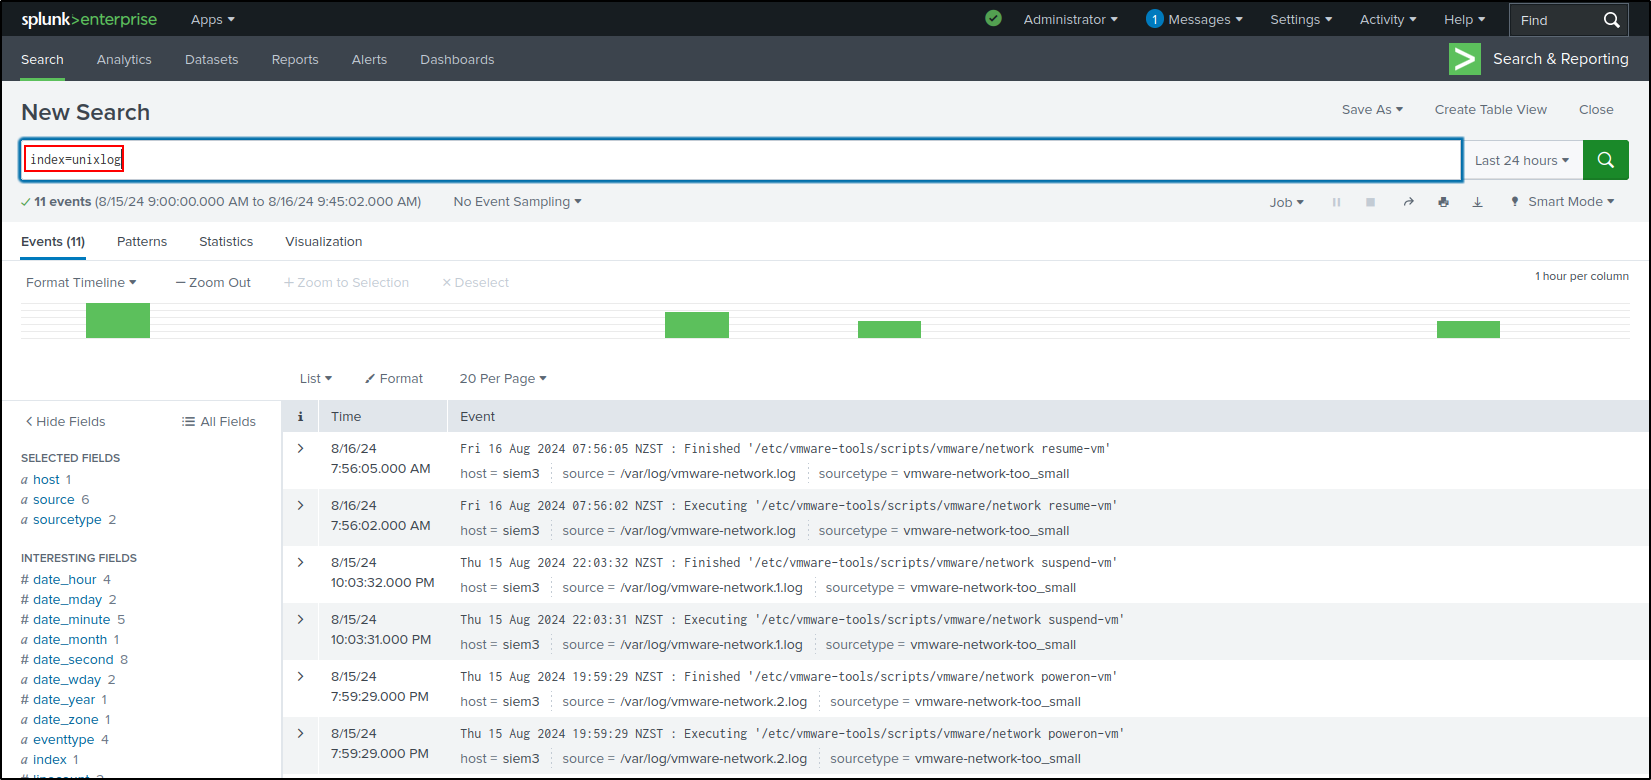 splunk>enterprise Apps Administrator 1 Messages Settings Activity Help Find
Search Analytics Datasets Reports Alerts Dashboards Search & Reporting
New Search Save As Create Table View Close
index=unixlog Last 24 hours
11 events (8/15/24 9:00:00.000 AM to 8/16/24 9:45:02.000 AM) No Event Sampling Job Smart Mode
Events (11) Patterns Statistics Visualization
Format Timeline — Zoom Out + Zoom to Selection × Deselect 1 hour per column
List Format 20 Per Page
< Hide Fields All Fields
SELECTED FIELDS
a host 1
a source 6
a sourcetype 2
INTERESTING FIELDS
# date_hour 4
# date_mday 2
# date_minute 5
a date_month 1
# date_second 8
a date_wday 2
# date_year 1
a date_zone 1
a eventtype 4
a index 1
# linecount 2
i Time Event
> 8/16/24 Fri 16 Aug 2024 07:56:05 NZST : Finished '/etc/vmware-tools/scripts/vmware/network resume-vm'
7:56:05.000 AM host = siem3 source = /var/log/vmware-network.log sourcetype = vmware-network-too_small
> 8/16/24 Fri 16 Aug 2024 07:56:02 NZST : Executing '/etc/vmware-tools/scripts/vmware/network resume-vm'
7:56:02.000 AM host = siem3 source = /var/log/vmware-network.log sourcetype = vmware-network-too_small
> 8/15/24 Thu 15 Aug 2024 22:03:32 NZST : Finished '/etc/vmware-tools/scripts/vmware/network suspend-vm'
10:03:32.000 PM host = siem3 source = /var/log/vmware-network.1.log sourcetype = vmware-network-too_small
> 8/15/24 Thu 15 Aug 2024 22:03:31 NZST : Executing '/etc/vmware-tools/scripts/vmware/network suspend-vm'
10:03:31.000 PM host = siem3 source = /var/log/vmware-network.1.log sourcetype = vmware-network-too_small
> 8/15/24 Thu 15 Aug 2024 19:59:29 NZST : Finished '/etc/vmware-tools/scripts/vmware/network poweron-vm'
7:59:29.000 PM host = siem3 source = /var/log/vmware-network.2.log sourcetype = vmware-network-too_small
> 8/15/24 Thu 15 Aug 2024 19:59:29 NZST : Executing '/etc/vmware-tools/scripts/vmware/network poweron-vm'
7:59:29.000 PM host = siem3 source = /var/log/vmware-network.2.log sourcetype = vmware-network-too_small